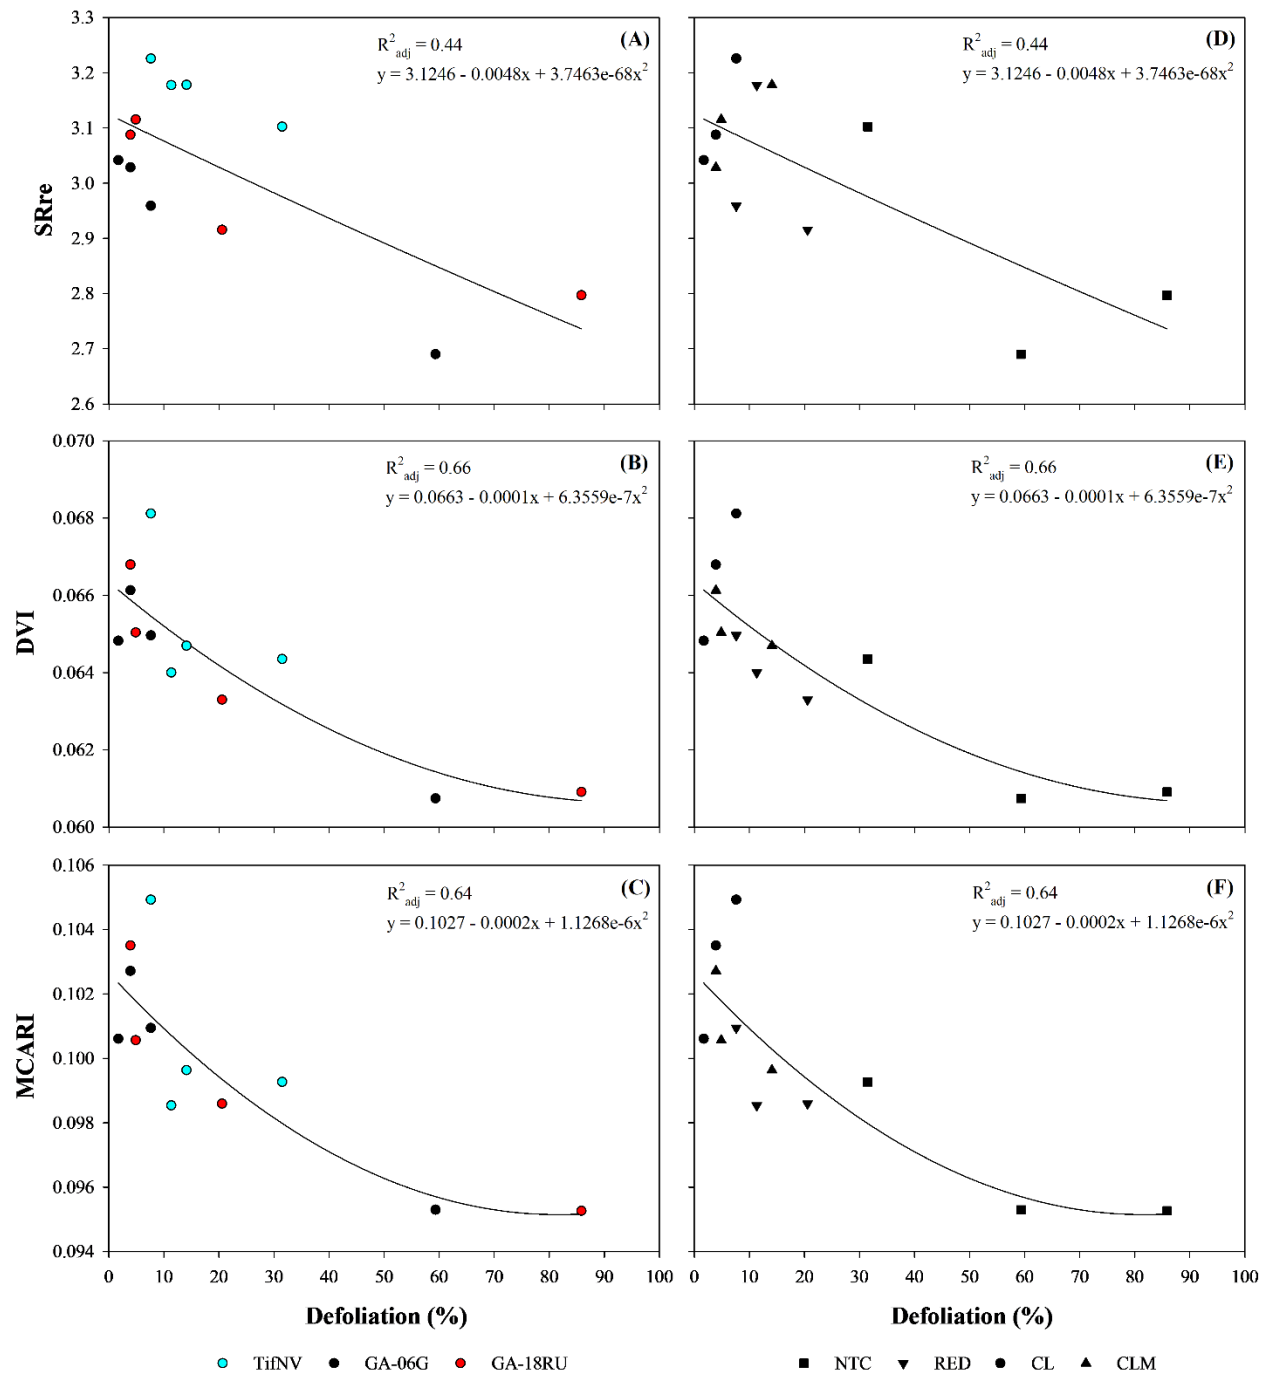 3.3
3.2
3.1
3.0
2.9
2.8
2.7
2.6
SRre
R²adj = 0.44
y = 3.1246 - 0.0048x + 3.7463e-68x²
(A)
R²adj = 0.44
y = 3.1246 - 0.0048x + 3.7463e-68x²
(D)
0.070
0.068
0.066
0.064
0.062
0.060
DVI
R²adj = 0.66
y = 0.0663 - 0.0001x + 6.3559e-7x²
(B)
R²adj = 0.66
y = 0.0663 - 0.0001x + 6.3559e-7x²
(E)
0.106
0.104
0.102
0.100
0.098
0.096
0.094
MCARI
R²adj = 0.64
y = 0.1027 - 0.0002x + 1.1268e-6x²
(C)
R²adj = 0.64
y = 0.1027 - 0.0002x + 1.1268e-6x²
(F)
0 10 20 30 40 50 60 70 80 90 100
0 10 20 30 40 50 60 70 80 90 100
Defoliation (%)
Defoliation (%)
TifNV GA-06G GA-18RU
NTC RED CL CLM